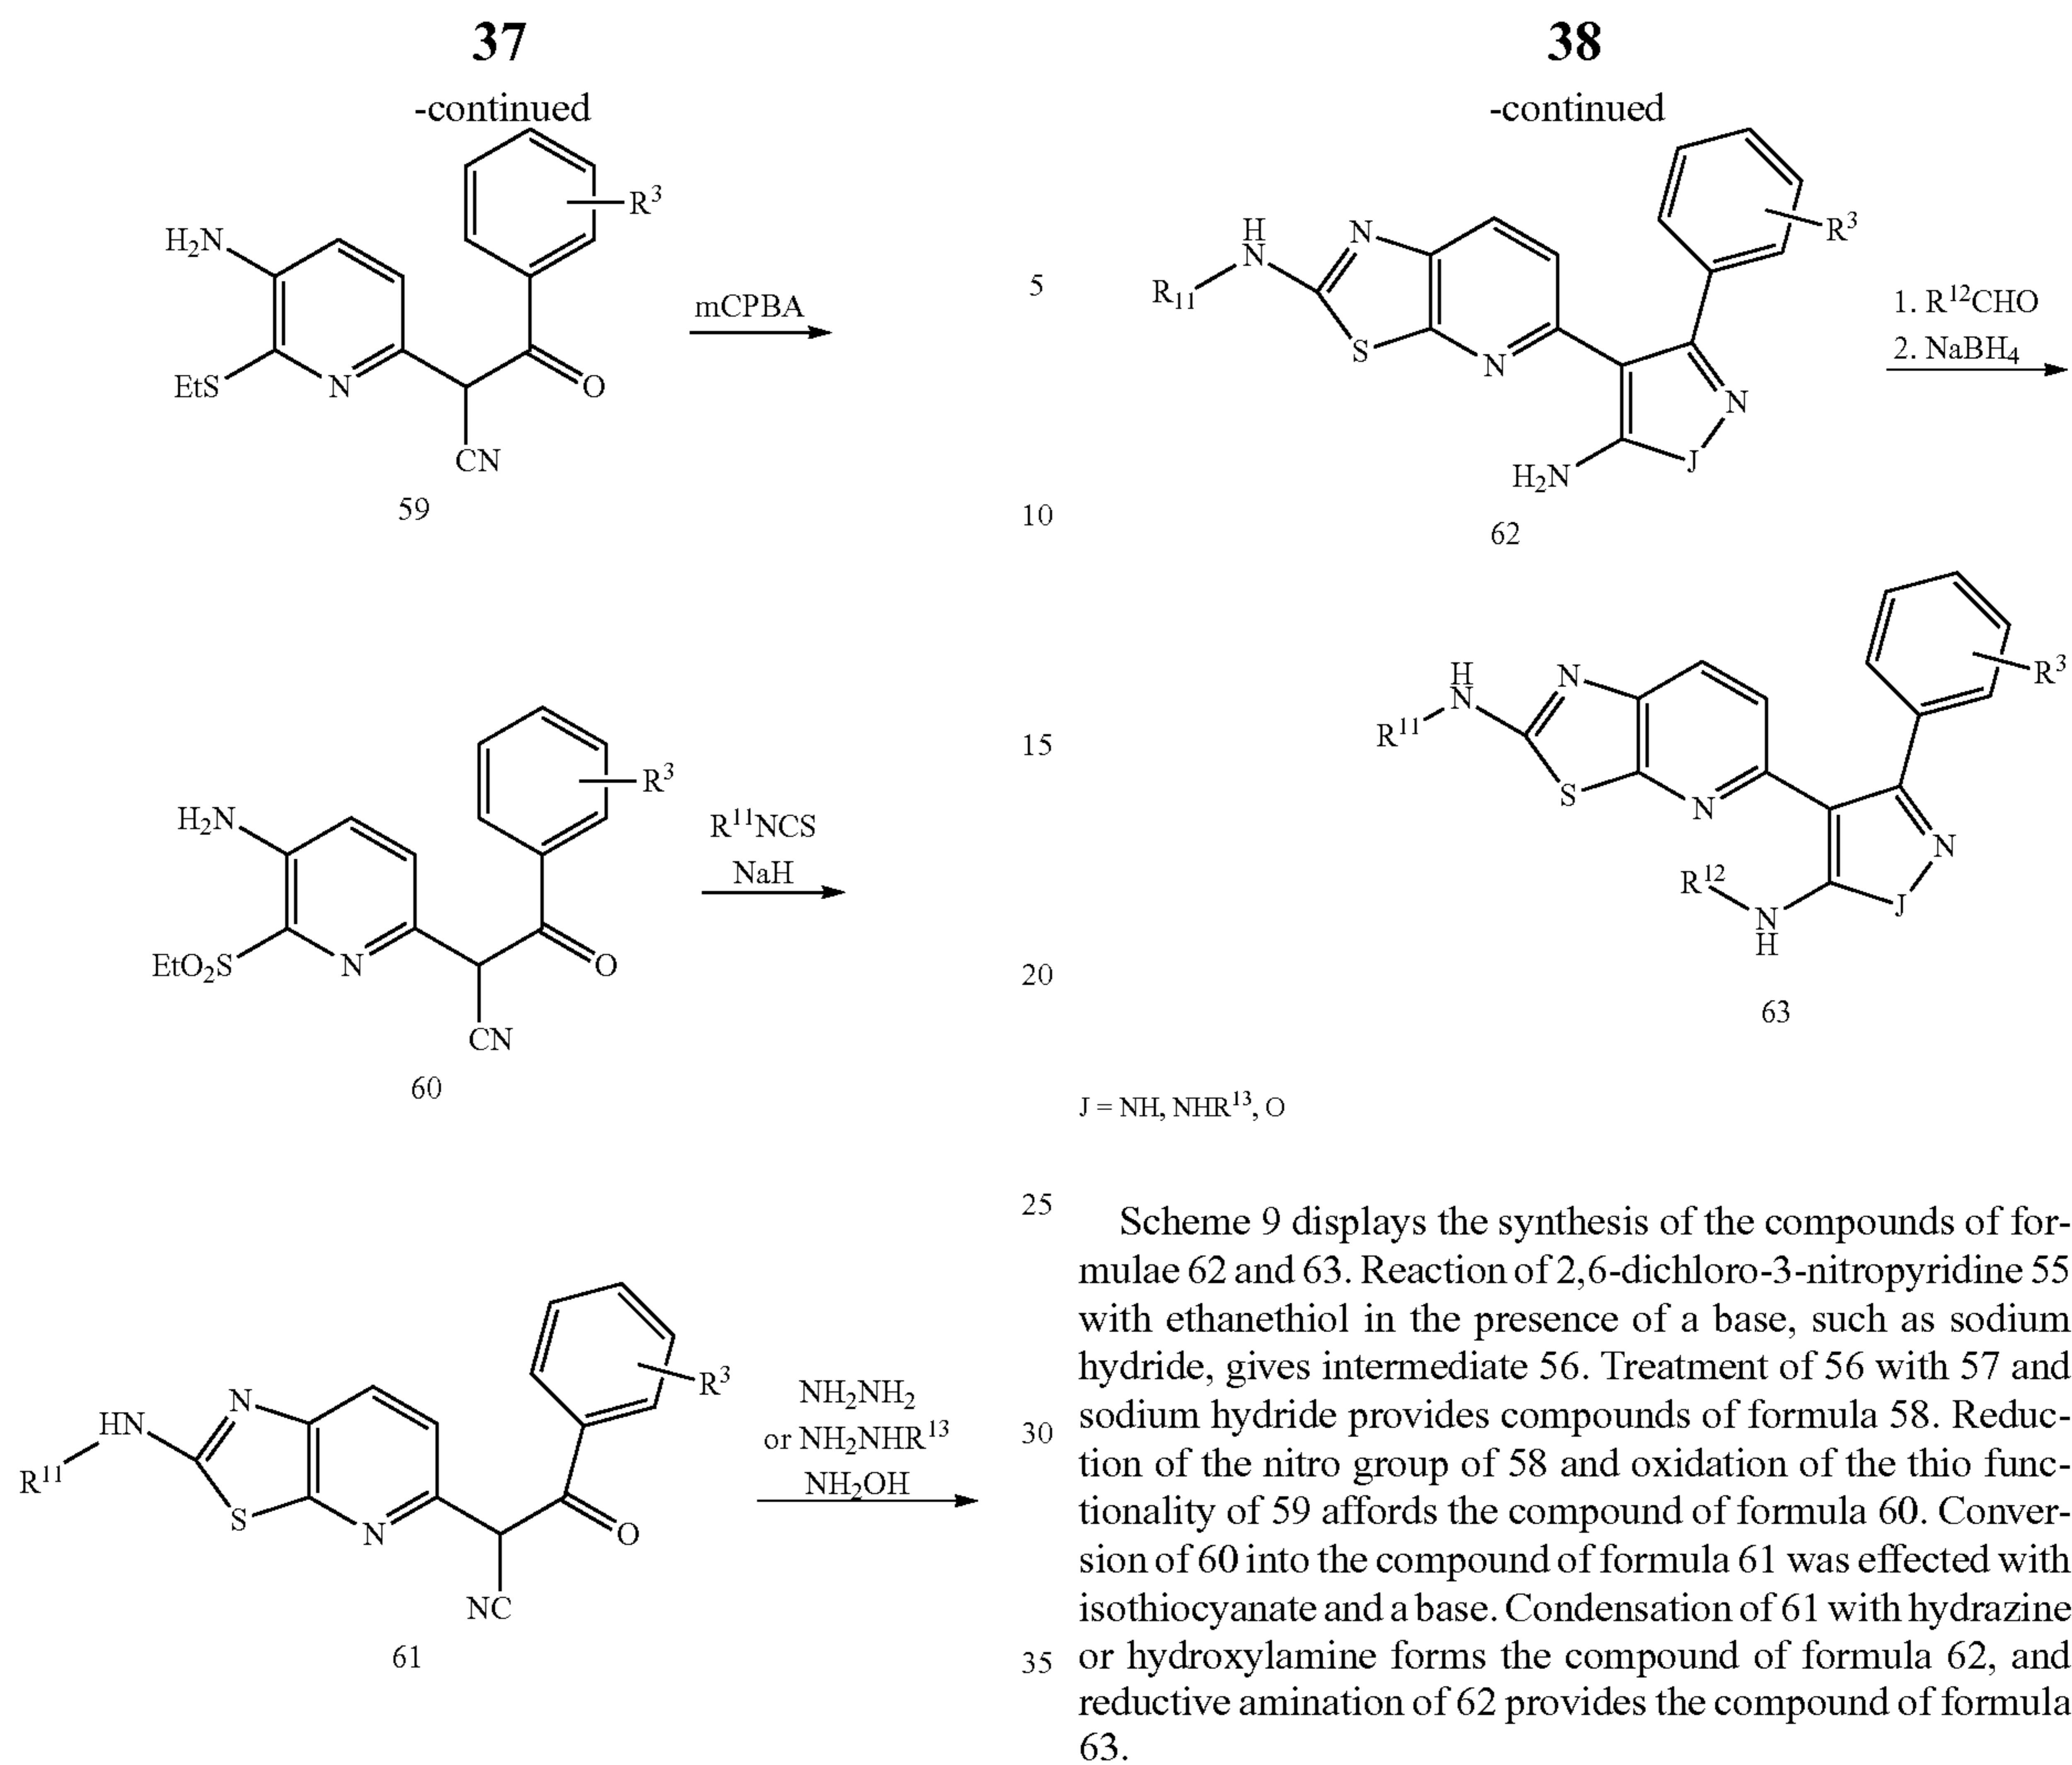 37
-continued
H₂N
R³
EtS
N
O
CN
59
mCPBA
H₂N
R³
EtO₂S
N
O
CN
60
R¹¹NCS
NaH
HN
N
R³
R¹¹
S
N
O
NC
61
NH₂NH₂
or NH₂NHR¹³
NH₂OH
5
10
15
20
25
30
35
38
-continued
H
N
N
R³
R₁₁
S
N
N
H₂N
J
62
1. R¹²CHO
2. NaBH₄
H
N
N
R³
R¹¹
S
N
N
R¹²
N
H
J
63
J = NH, NHR¹³, O
Scheme 9 displays the synthesis of the compounds of for-
mulae 62 and 63. Reaction of 2,6-dichloro-3-nitropyridine 55
with ethanethiol in the presence of a base, such as sodium
hydride, gives intermediate 56. Treatment of 56 with 57 and
sodium hydride provides compounds of formula 58. Reduc-
tion of the nitro group of 58 and oxidation of the thio func-
tionality of 59 affords the compound of formula 60. Conver-
sion of 60 into the compound of formula 61 was effected with
isothiocyanate and a base. Condensation of 61 with hydrazine
or hydroxylamine forms the compound of formula 62, and
reductive amination of 62 provides the compound of formula
63.